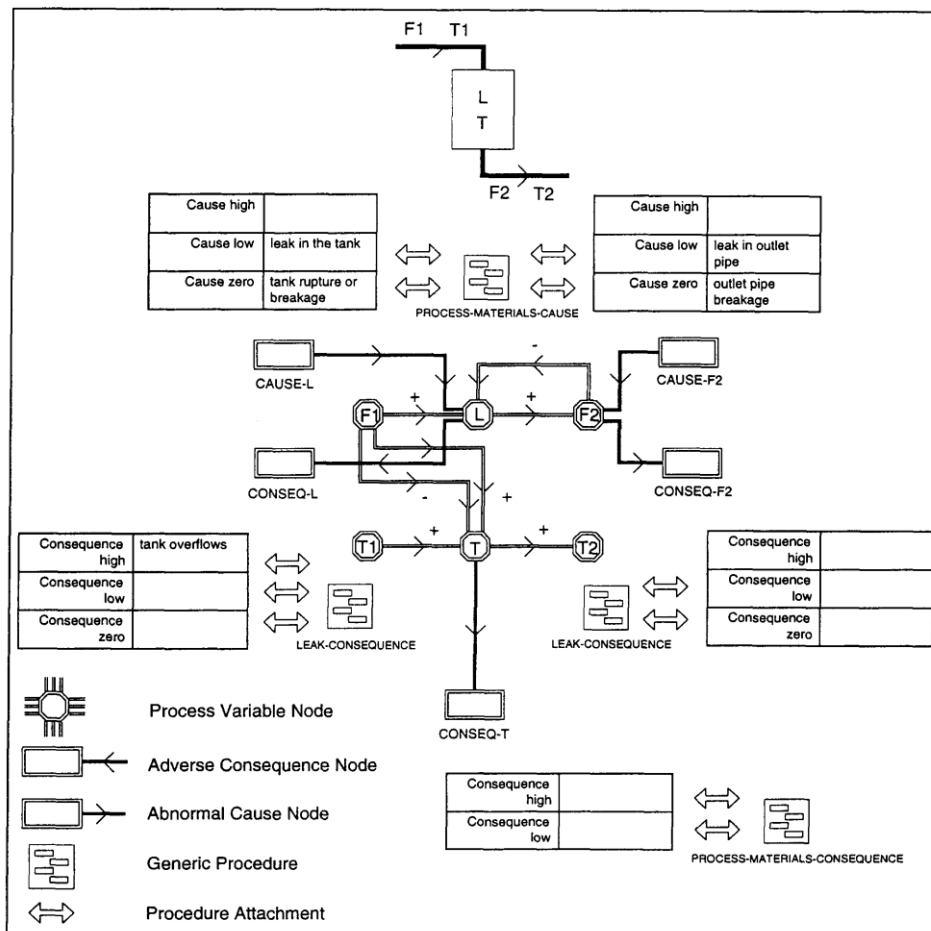 F1 T1
L
T
F2 T2
Cause high
Cause low leak in the tank
Cause zero tank rupture or
breakage
PROCESS-MATERIALS-CAUSE
Cause high
Cause low leak in outlet
pipe
Cause zero outlet pipe
breakage
CAUSE-L
-
CAUSE-F2
F1 + L + F2
CONSEQ-L
- +
CONSEQ-F2
T1 + T + T2
Consequence tank overflows
high
Consequence
low
Consequence
zero
LEAK-CONSEQUENCE
LEAK-CONSEQUENCE
Consequence
high
Consequence
low
Consequence
zero
CONSEQ-T
Process Variable Node
Adverse Consequence Node
Abnormal Cause Node
Generic Procedure
Procedure Attachment
Consequence
high
Consequence
low
PROCESS-MATERIALS-CONSEQUENCE